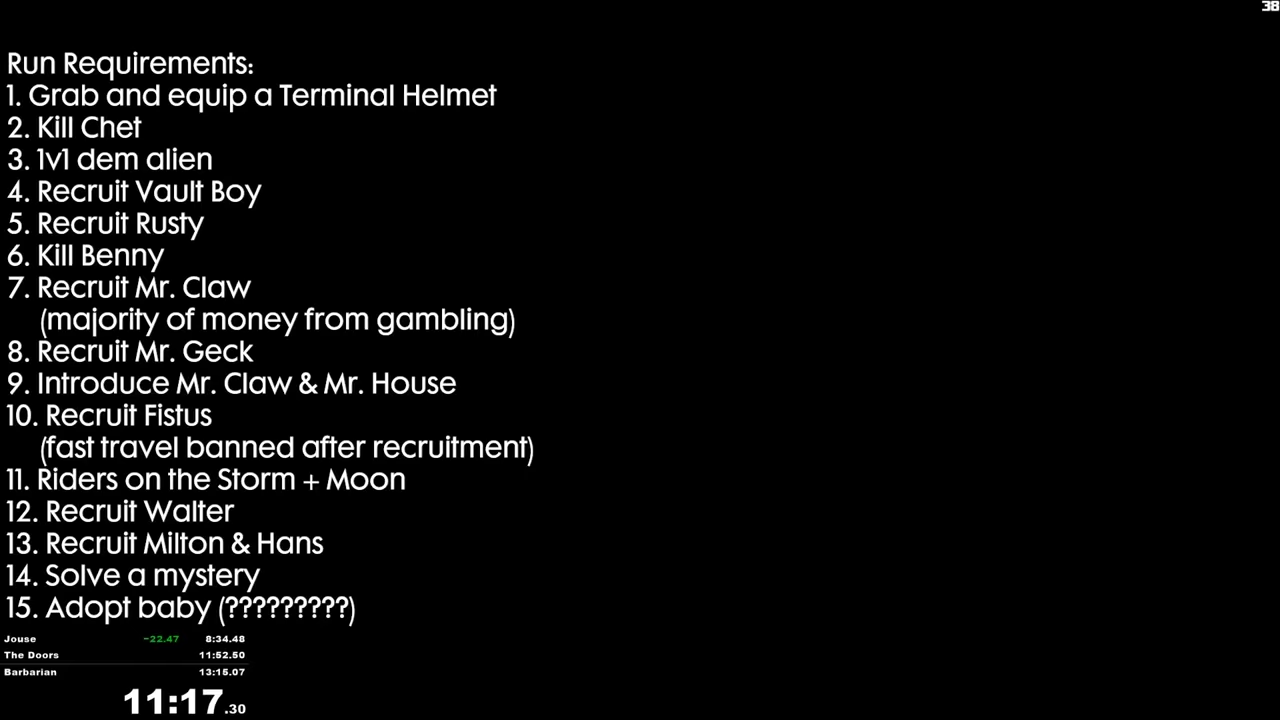 38
Run Requirements:
1. Grab and equip a Terminal Helmet
2. Kill Chet
3. 1v1 dem alien
4. Recruit Vault Boy
5. Recruit Rusty
6. Kill Benny
7. Recruit Mr. Claw
(majority of money from gambling)
8. Recruit Mr. Geck
9. Introduce Mr. Claw & Mr. House
10. Recruit Fistus
(fast travel banned after recruitment)
11. Riders on the Storm + Moon
12. Recruit Walter
13. Recruit Milton & Hans
14. Solve a mystery
15. Adopt baby (?????????)
Jouse -22.47 8:34.48
The Doors 11:52.50
Barbarian 13:15.07
11:17.30